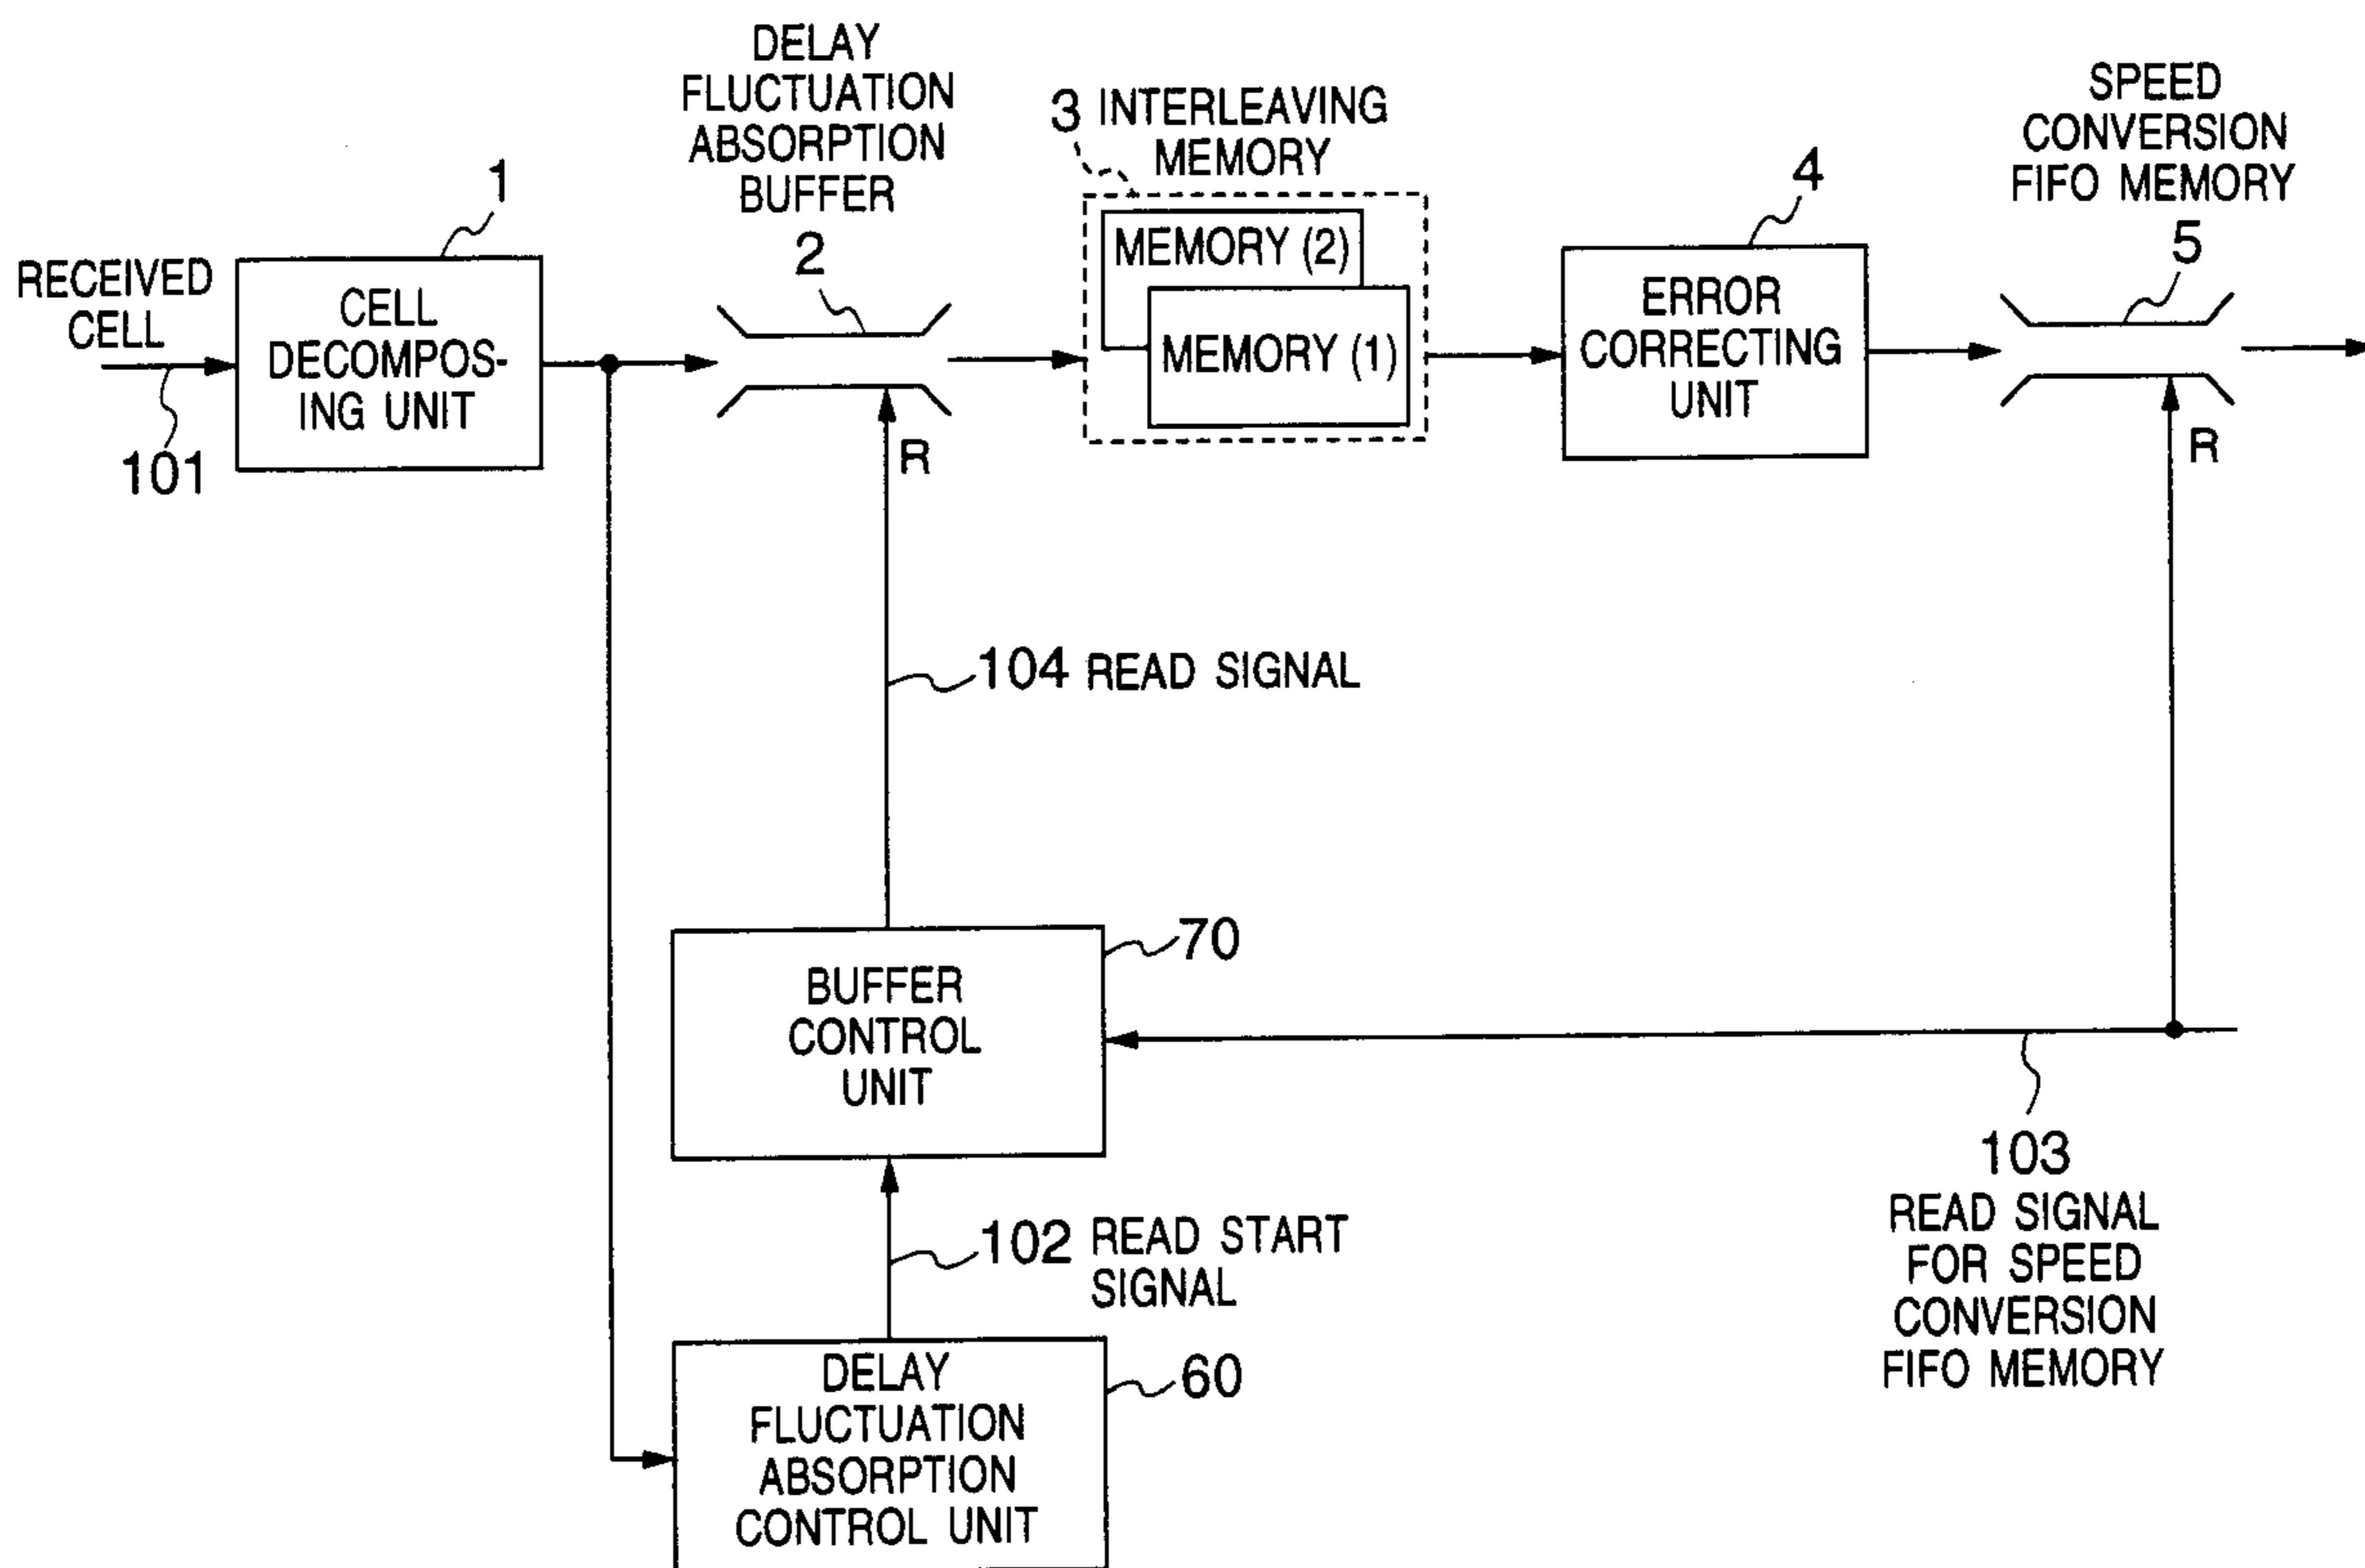 DELAY
FLUCTUATION
ABSORPTION
BUFFER
2
3 INTERLEAVING
MEMORY
SPEED
CONVERSION
FIFO MEMORY
5
1
4
RECEIVED
CELL
101
CELL
DECOMPOS-
ING UNIT
MEMORY (2)
MEMORY (1)
ERROR
CORRECTING
UNIT
R
R
104 READ SIGNAL
70
BUFFER
CONTROL
UNIT
103
READ SIGNAL
FOR SPEED
CONVERSION
FIFO MEMORY
102 READ START
SIGNAL
60
DELAY
FLUCTUATION
ABSORPTION
CONTROL UNIT